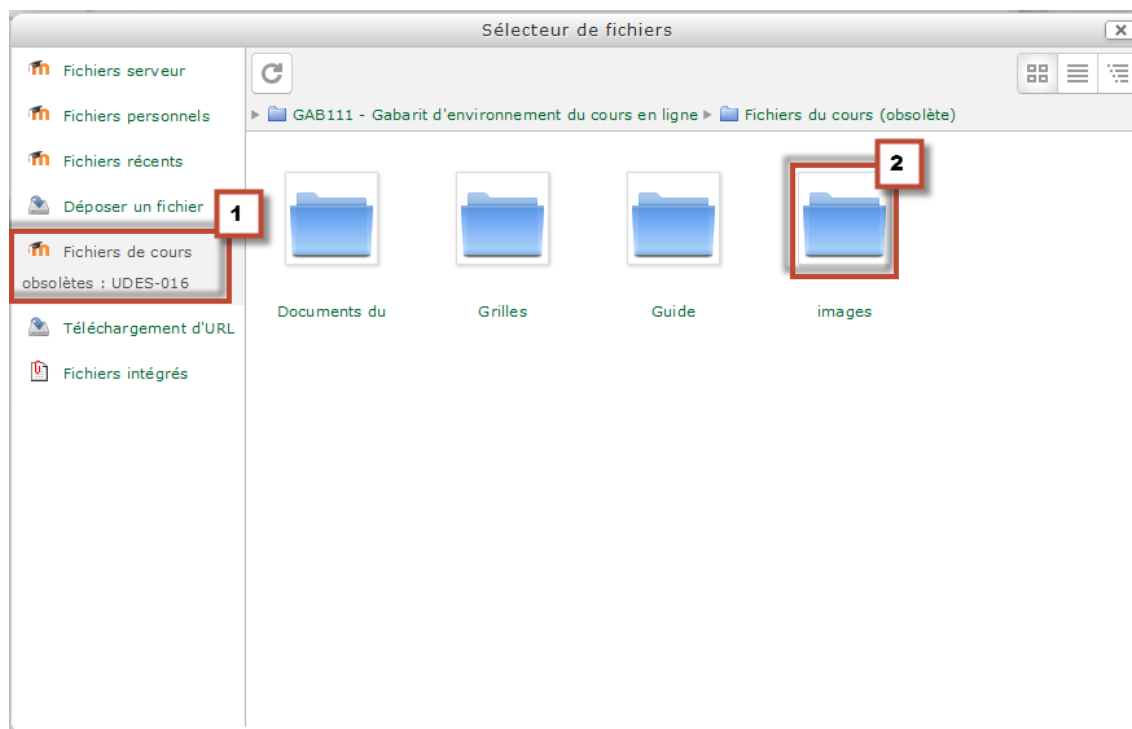 Sélecteur de fichiers
Fichiers serveur
Fichiers personnels
Fichiers récents
Déposer un fichier
1
Fichiers de cours
obsolètes : UDES-016
Téléchargement d'URL
Fichiers intégrés
GAB111 - Gabarit d'environnement du cours en ligne
Fichiers du cours (obsolète)
2
Documents du
Grilles
Guide
images